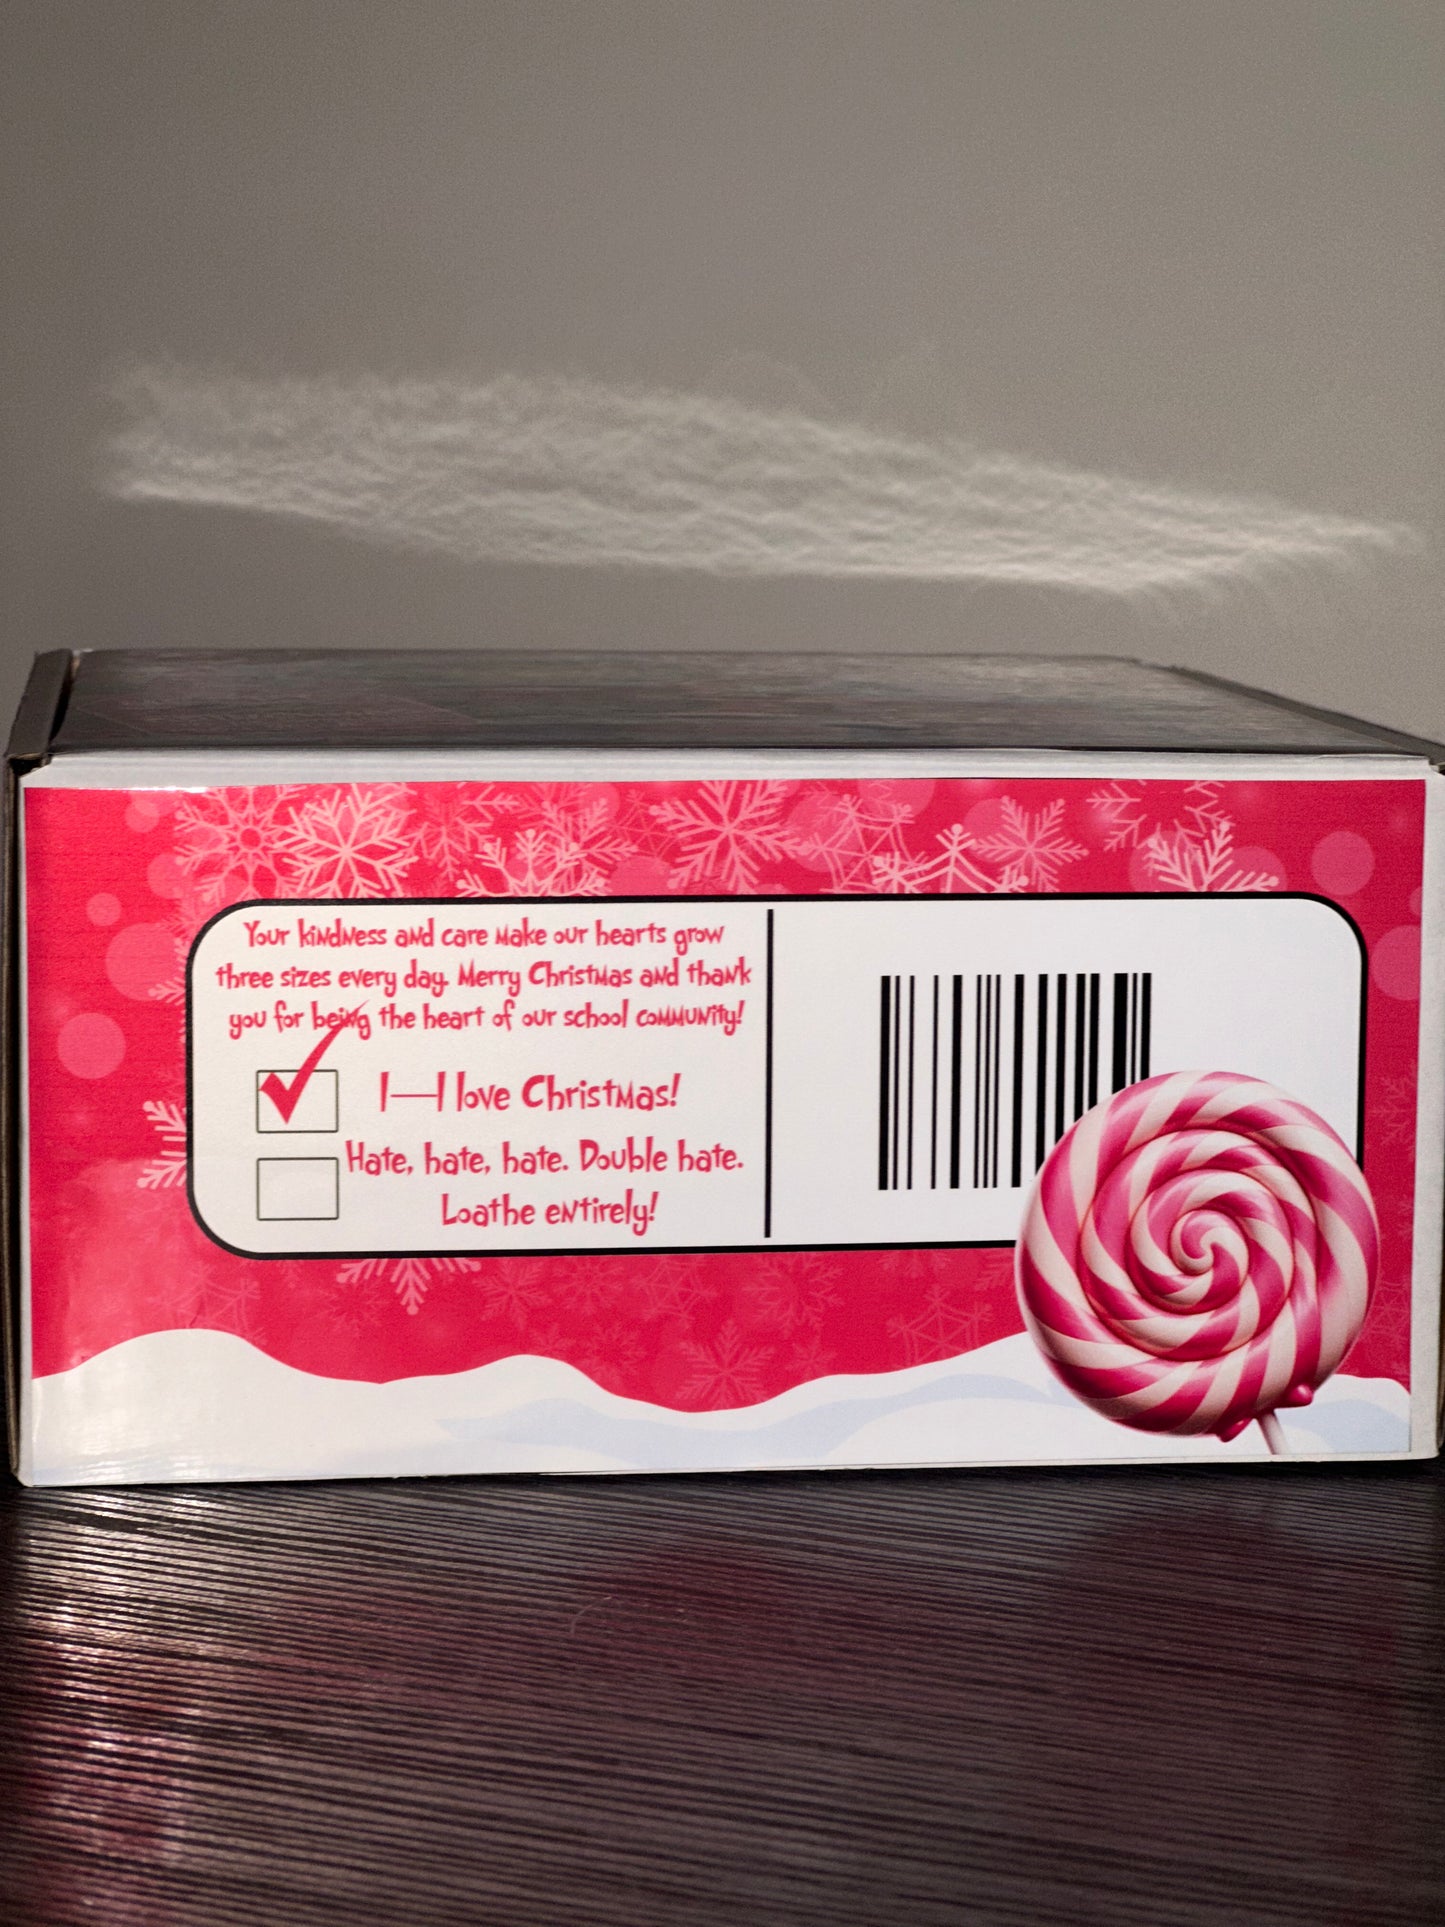 Your kindness and care make our hearts grow
three sizes every day. Merry Christmas and thank
you for being the heart of our school community!
I—I love Christmas!
Hate, hate, hate. Double hate.
Loathe entirely!